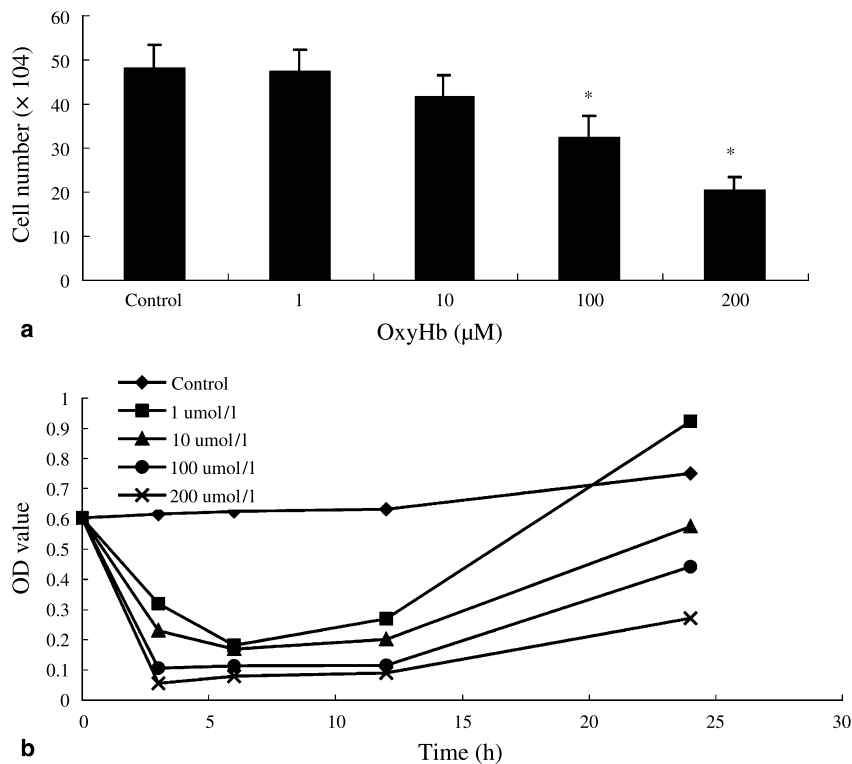 60
50
40
30
20
10
0
Cell number (× 104)
*
*
Control 1 10 100 200
OxyHb (μM)
a
Control
1 umol/l
10 umol/l
100 umol/l
200 umol/l
1
0.9
0.8
0.7
0.6
0.5
0.4
0.3
0.2
0.1
0
OD value
0 5 10 15 20 25 30
Time (h)
b